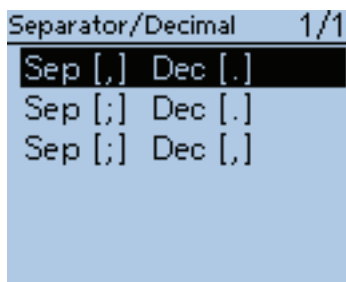 Separator/Decimal 1/1
Sep [,] Dec [.]
Sep [;] Dec [.]
Sep [;] Dec [,]